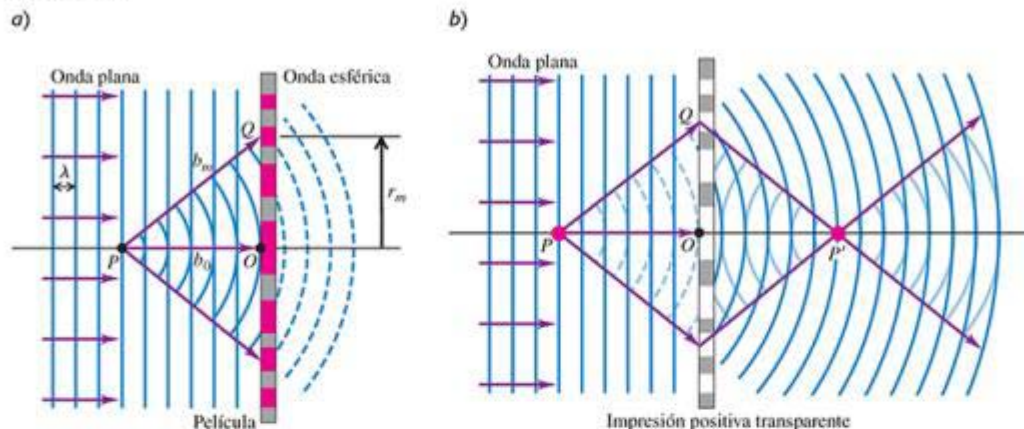 a)
Onda plana
Onda esférica
Q
b_m
λ
r_m
P
b_0
O
Película
b)
Onda plana
Q
P
O
P'
Impresión positiva transparente